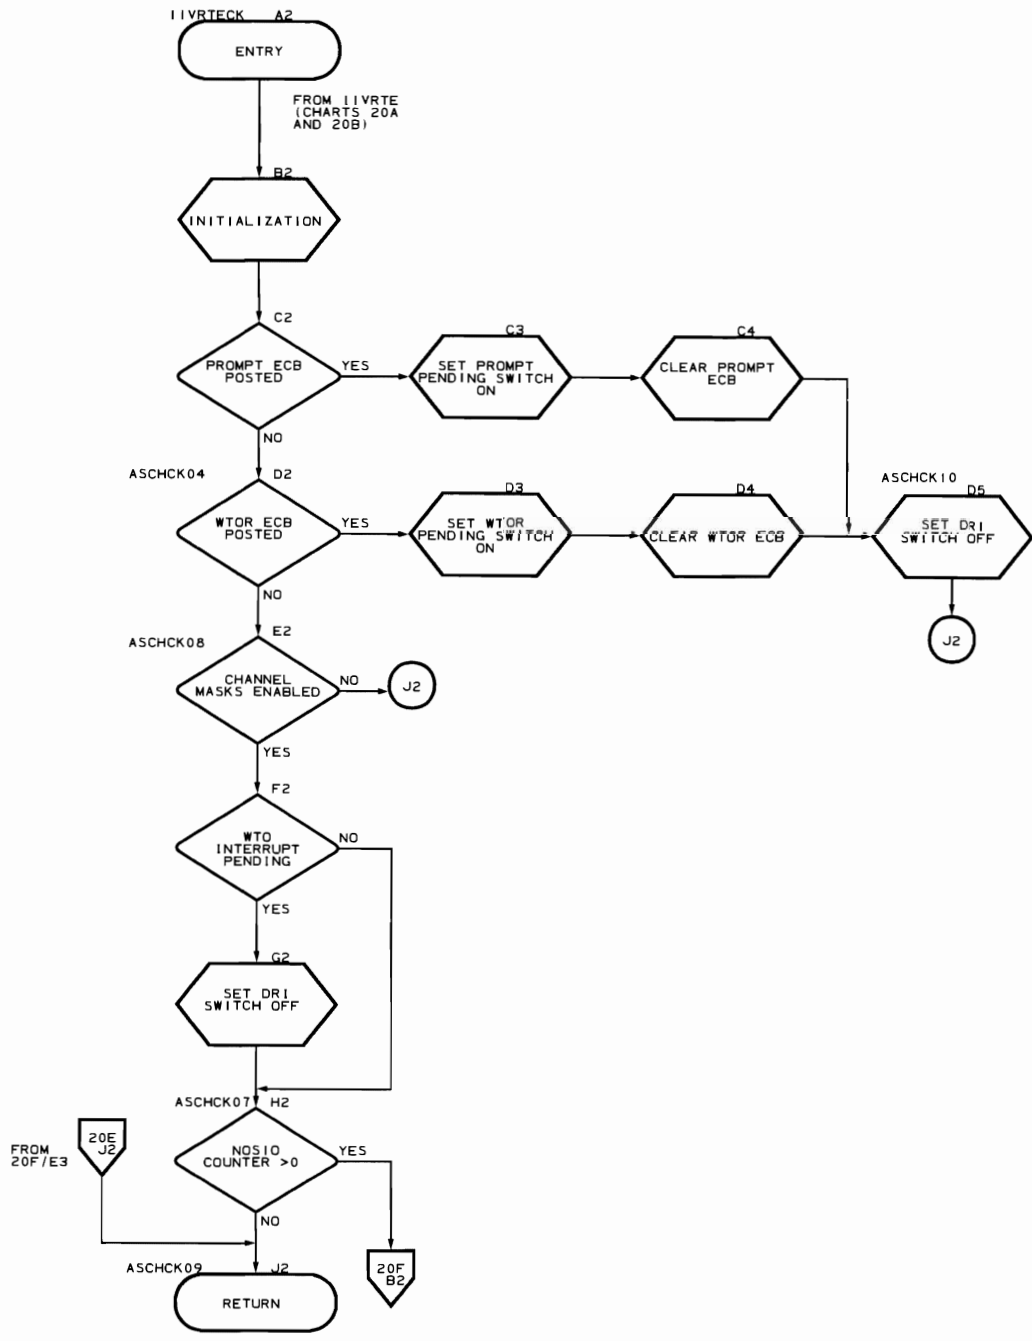 IIVRTECK A2
ENTRY
FROM IIVRTE
(CHARTS 20A
AND 20B)
B2
INITIALIZATION
C2
PROMPT ECB
POSTED
YES
NO
C3
SET PROMPT
PENDING SWITCH
ON
C4
CLEAR PROMPT
ECB
ASCHCK04 D2
WTOR ECB
POSTED
YES
NO
D3
SET WTOR
PENDING SWITCH
ON
D4
CLEAR WTOR ECB
ASCHCK10
D5
SET DRI
SWITCH OFF
J2
ASCHCK08
E2
CHANNEL
MASKS ENABLED
NO
J2
YES
F2
WTO
INTERRUPT
PENDING
NO
YES
G2
SET DRI
SWITCH OFF
ASCHCK07 H2
NOSIO
COUNTER >0
YES
NO
FROM
20F/E3
20E
J2
20F
B2
ASCHCK09 J2
RETURN